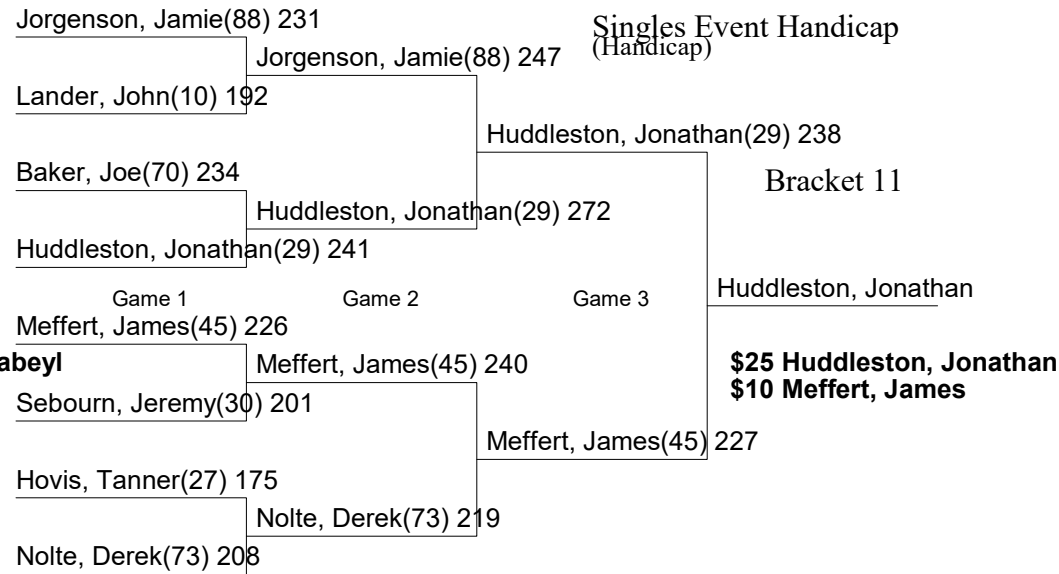 Jorgenson, Jamie(88) 231
Singles Event Handicap
(Handicap)
Jorgenson, Jamie(88) 247
Lander, John(10) 192
Huddleston, Jonathan(29) 238
Baker, Joe(70) 234
Bracket 11
Huddleston, Jonathan(29) 272
Huddleston, Jonathan(29) 241
Game 1
Game 2
Game 3
Huddleston, Jonathan
Meffert, James(45) 226
abeyl
Meffert, James(45) 240
$25 Huddleston, Jonathan
$10 Meffert, James
Sebourn, Jeremy(30) 201
Meffert, James(45) 227
Hovis, Tanner(27) 175
Nolte, Derek(73) 219
Nolte, Derek(73) 208